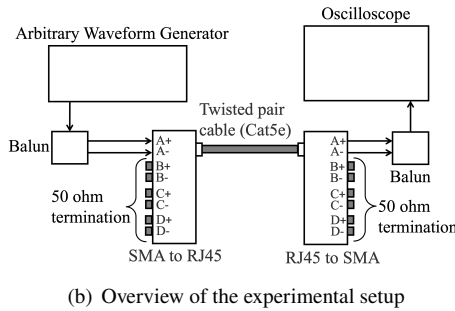 Oscilloscope
Arbitrary Waveform Generator
Twisted pair
cable (Cat5e)
Balun
A+
A-
B+
B-
C+
C-
D+
D-
50 ohm
termination
SMA to RJ45
A+
A-
B+
B-
C+
C-
D+
D-
Balun
50 ohm
termination
RJ45 to SMA
(b) Overview of the experimental setup